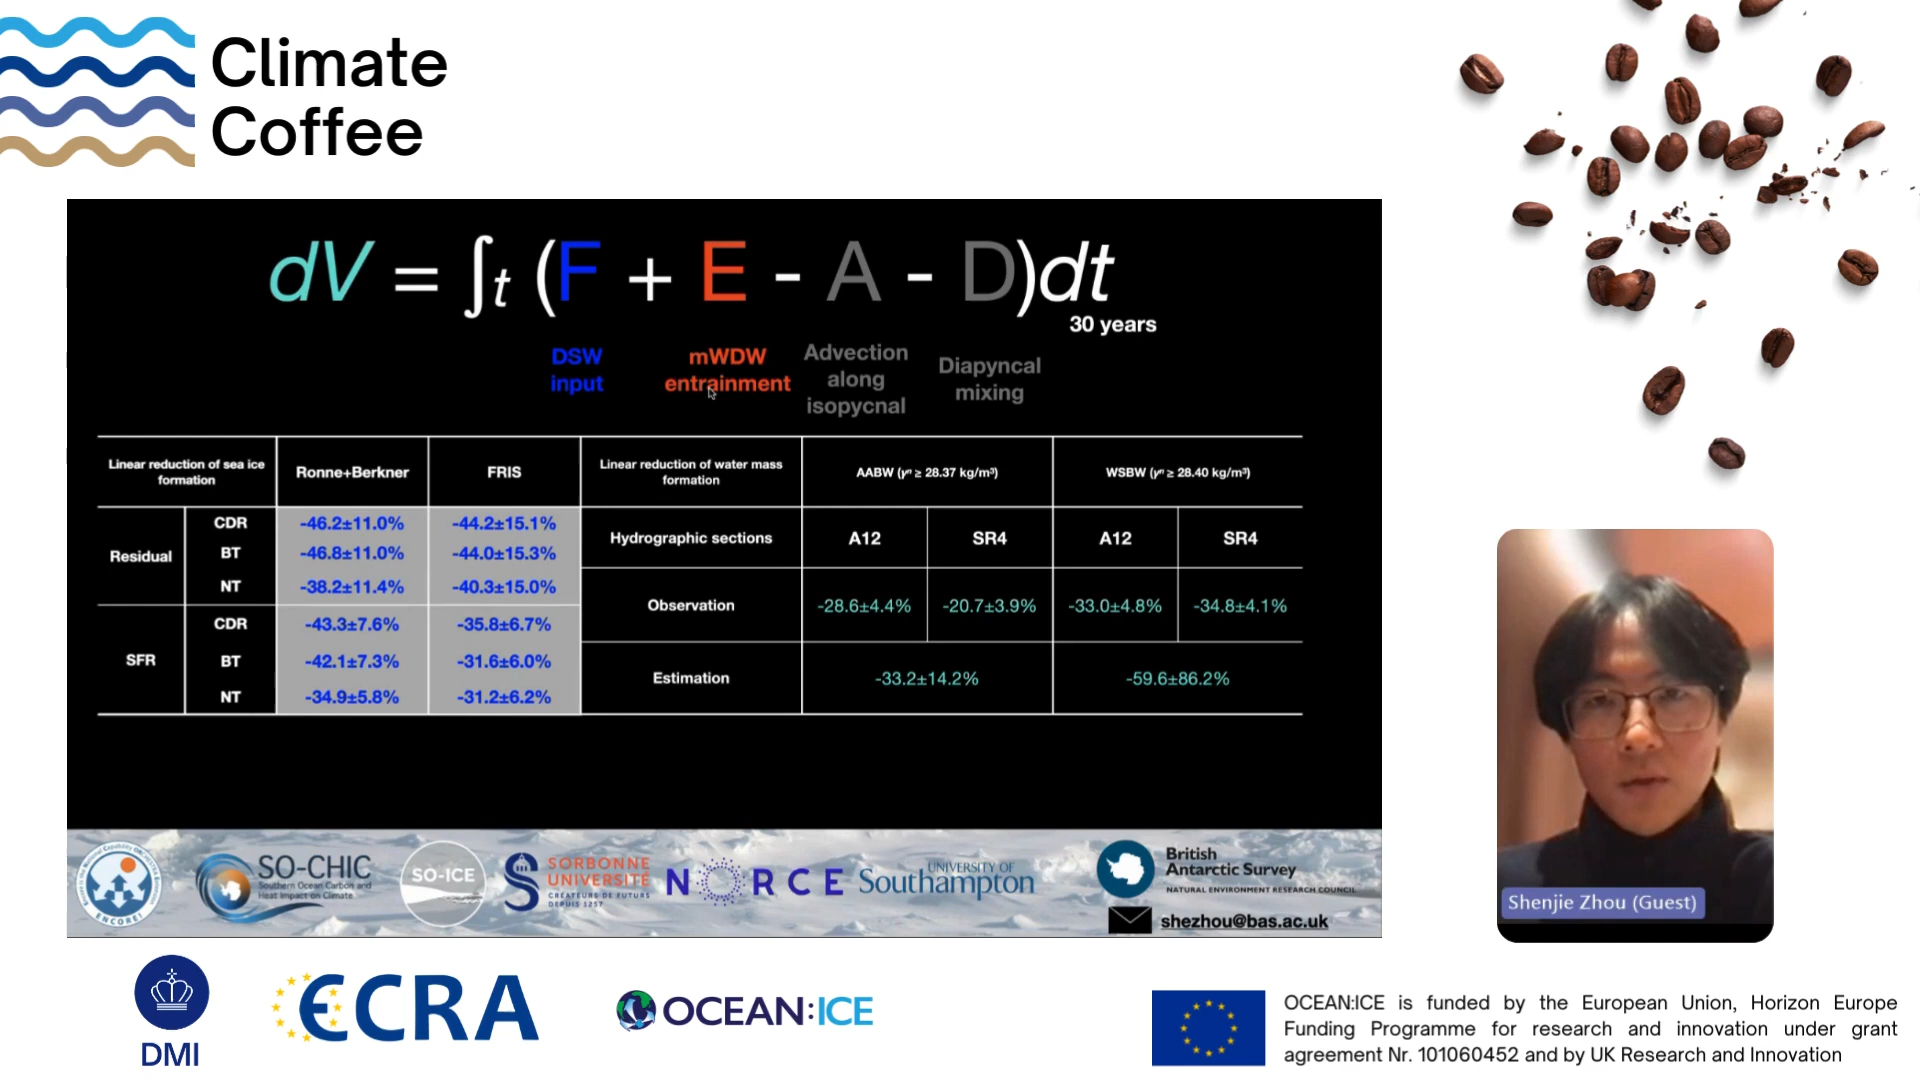 Climate
Coffee
dV = ∫t (F + E - A - D)dt
30 years
DSW
input
mWDW
entrainment
Advection
along
isopycnal
Diapyncal
mixing
Linear reduction of sea ice
formation
Ronne+Berkner
FRIS
Linear reduction of water mass
formation
AABW (γⁿ ≥ 28.37 kg/m³)
WSBW (γⁿ ≥ 28.40 kg/m³)
Residual
CDR -46.2±11.0% -44.2±15.1%
BT -46.8±11.0% -44.0±15.3%
NT -38.2±11.4% -40.3±15.0%
SFR
CDR -43.3±7.6% -35.8±6.7%
BT -42.1±7.3% -31.6±6.0%
NT -34.9±5.8% -31.2±6.2%
Hydrographic sections A12 SR4 A12 SR4
Observation -28.6±4.4% -20.7±3.9% -33.0±4.8% -34.8±4.1%
Estimation -33.2±14.2% -59.6±86.2%
ENCORE
SO-CHIC
Southern Ocean Carbon and
Heat Impact on Climate
SO-ICE
SORBONNE
UNIVERSITÉ
CRÉATEURS DE FUTURS
DEPUIS 1257
NORCE
UNIVERSITY OF
Southampton
British
Antarctic Survey
NATURAL ENVIRONMENT RESEARCH COUNCIL
shezhou@bas.ac.uk
Shenjie Zhou (Guest)
DMI
ECRA
OCEAN:ICE
OCEAN:ICE is funded by the European Union, Horizon Europe
Funding Programme for research and innovation under grant
agreement Nr. 101060452 and by UK Research and Innovation